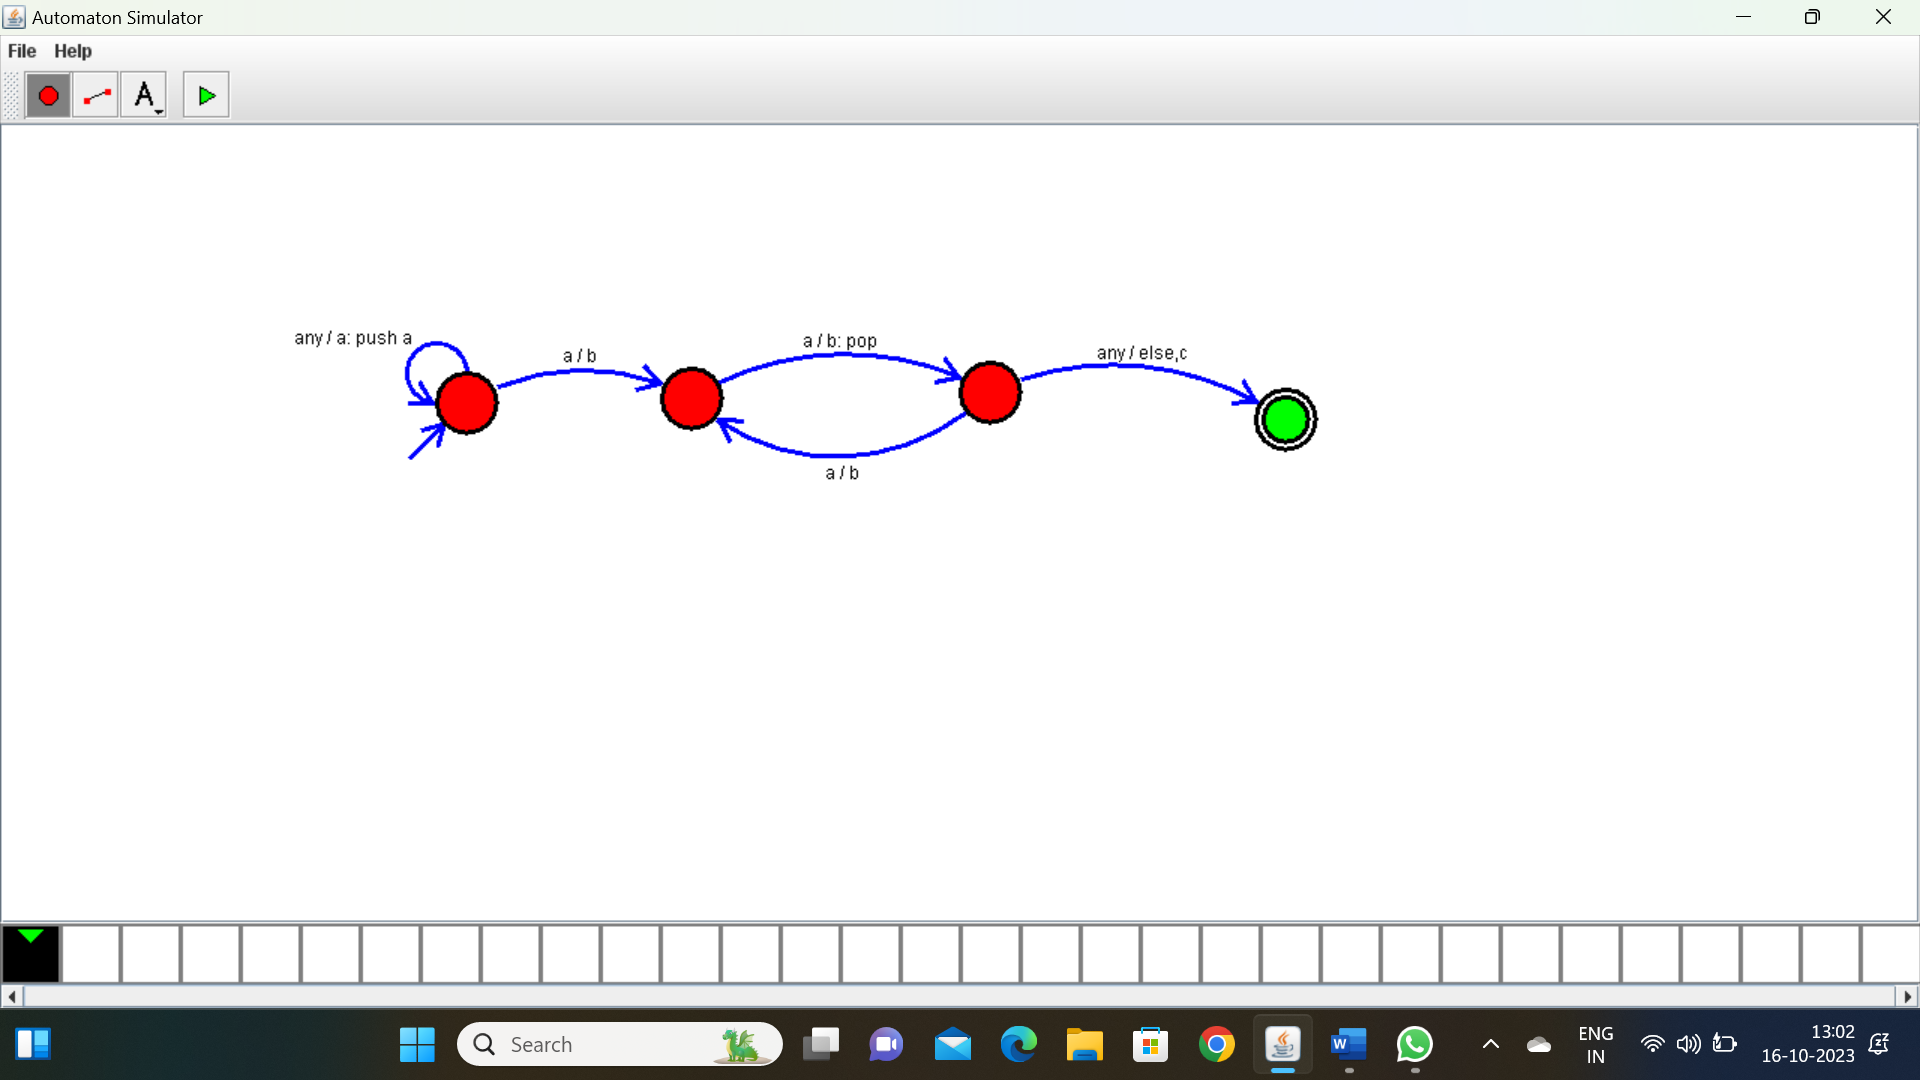 Automaton Simulator
File Help
A
any / a: push a
a / b
a / b: pop
any / else,c
a / b
Search
W
ENG
IN
13:02
16-10-2023